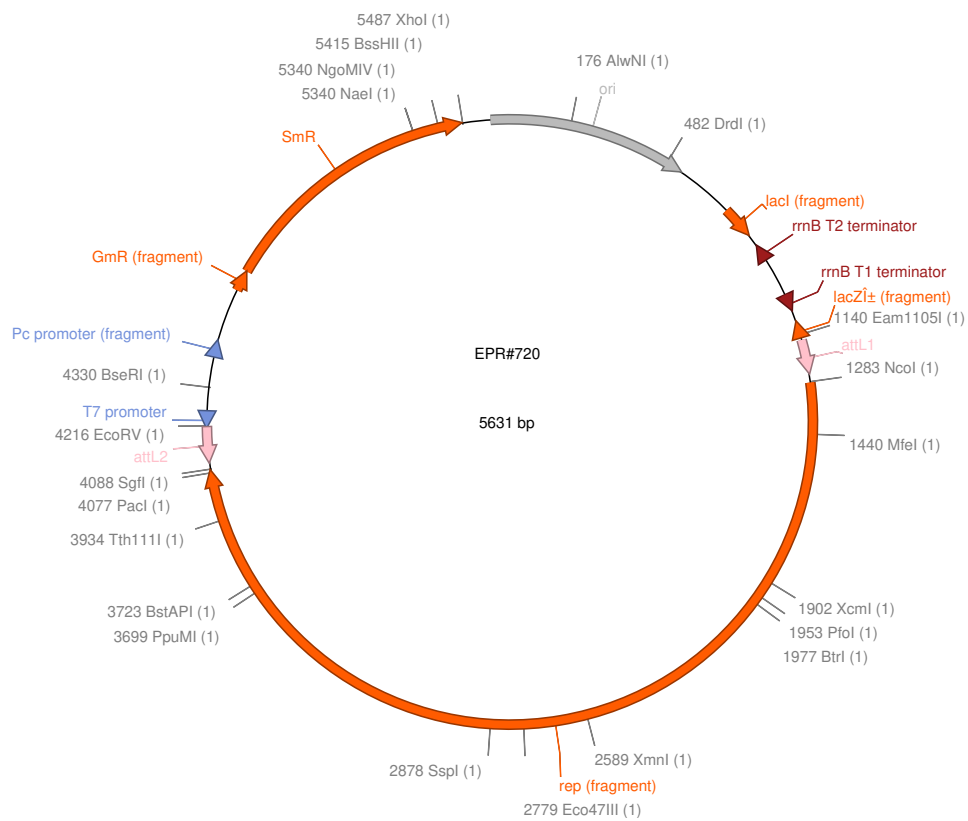 5487 XhoI (1)
5415 BssHII (1)
5340 NgoMIV (1)
5340 NaeI (1)
176 AlwNI (1)
ori
482 DrdI (1)
SmR
lacI (fragment)
rrnB T2 terminator
GmR (fragment)
rrnB T1 terminator
lacZÎ± (fragment)
1140 Eam1105I (1)
Pc promoter (fragment)
attL1
EPR#720
1283 NcoI (1)
4330 BseRI (1)
T7 promoter
5631 bp
4216 EcoRV (1)
1440 MfeI (1)
attL2
4088 SgfI (1)
4077 PacI (1)
3934 Tth111I (1)
3723 BstAPI (1)
1902 XcmI (1)
3699 PpuMI (1)
1953 PfoI (1)
1977 BtrI (1)
2589 XmnI (1)
2878 SspI (1)
rep (fragment)
2779 Eco47III (1)